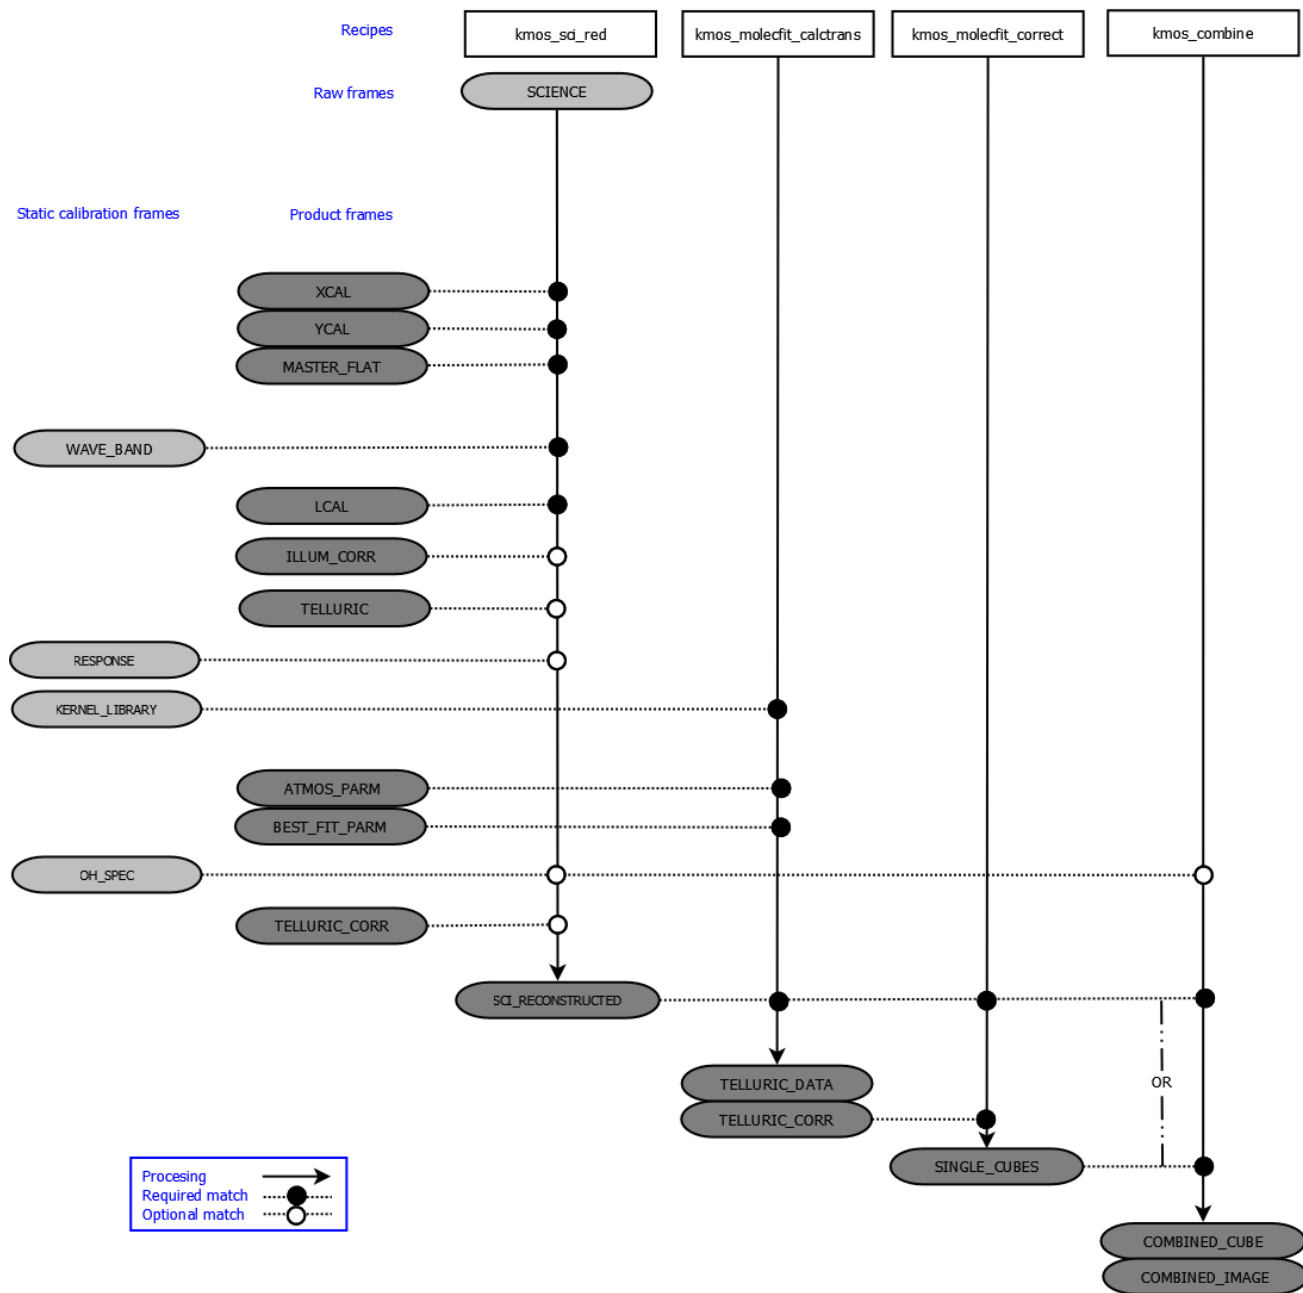 Recipes
kmos_sci_red
kmos_molecfit_calctrans
kmos_molecfit_correct
kmos_combine
Raw frames
SCIENCE
Static calibration frames
Product frames
XCAL
YCAL
MASTER_FLAT
WAVE_BAND
LCAL
ILLUM_CORR
TELLURIC
RESPONSE
KERNEL_LIBRARY
ATMOS_PARM
BEST_FIT_PARM
OH_SPEC
TELLURIC_CORR
SCI_RECONSTRUCTED
TELLURIC_DATA
OR
TELLURIC_CORR
SINGLE_CUBES
Procesing
Required match
Optional match
COMBINED_CUBE
COMBINED_IMAGE